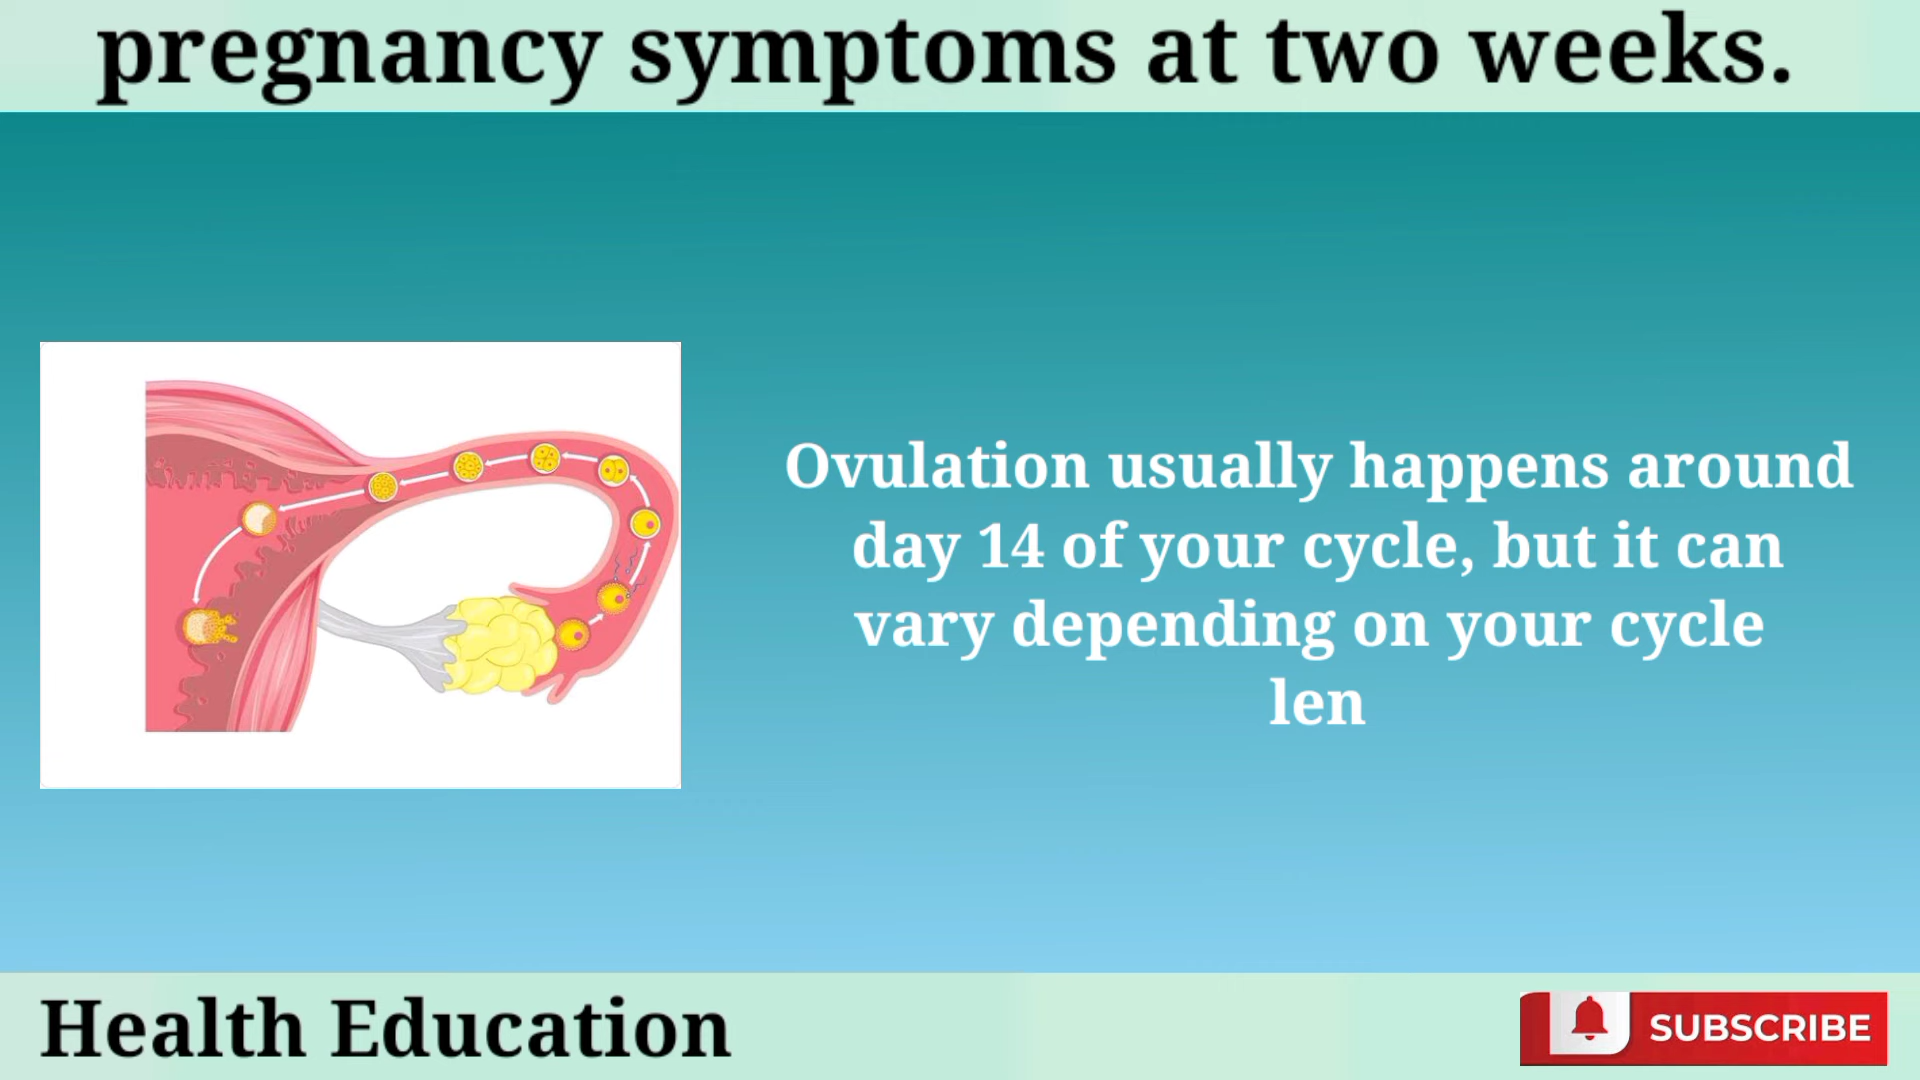 pregnancy symptoms at two weeks.
Ovulation usually happens around
day 14 of your cycle, but it can
vary depending on your cycle
len
Health Education
SUBSCRIBE